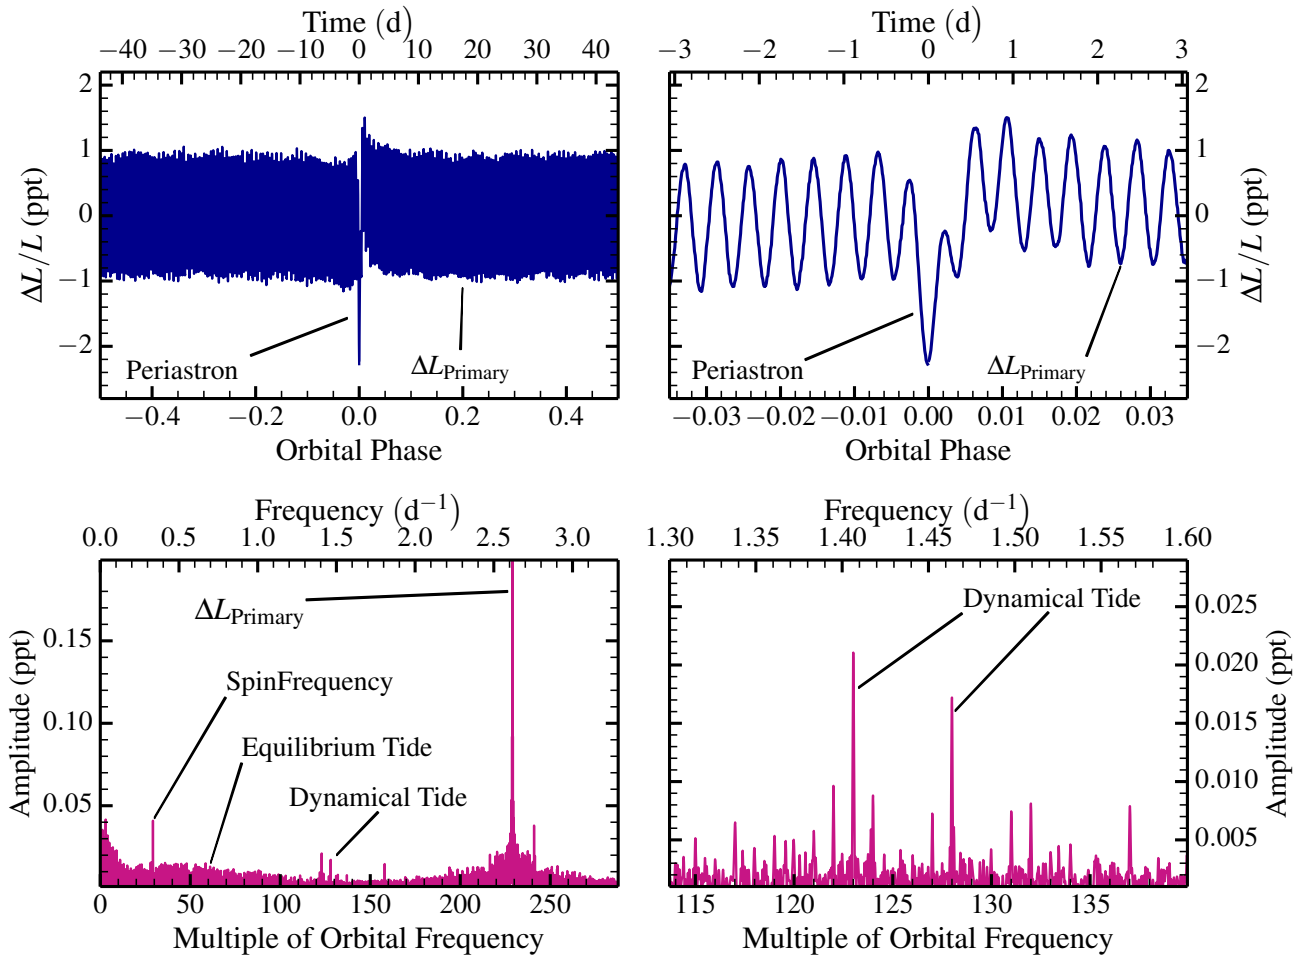 Time (d)
−40 −30 −20 −10 0 10 20 30 40
2
1
0
−1
−2
ΔL/L (ppt)
Periastron
ΔL_Primary
−0.4 −0.2 0.0 0.2 0.4
Orbital Phase
Time (d)
−3 −2 −1 0 1 2 3
2
1
0
−1
−2
ΔL/L (ppt)
Periastron
ΔL_Primary
−0.03 −0.02 −0.01 0.00 0.01 0.02 0.03
Orbital Phase
Frequency (d⁻¹)
0.0 0.5 1.0 1.5 2.0 2.5 3.0
ΔL_Primary
0.15
SpinFrequency
0.10
Equilibrium Tide
Dynamical Tide
0.05
Amplitude (ppt)
0 50 100 150 200 250
Multiple of Orbital Frequency
Frequency (d⁻¹)
1.30 1.35 1.40 1.45 1.50 1.55 1.60
Dynamical Tide
0.025
0.020
0.015
0.010
0.005
Amplitude (ppt)
115 120 125 130 135
Multiple of Orbital Frequency